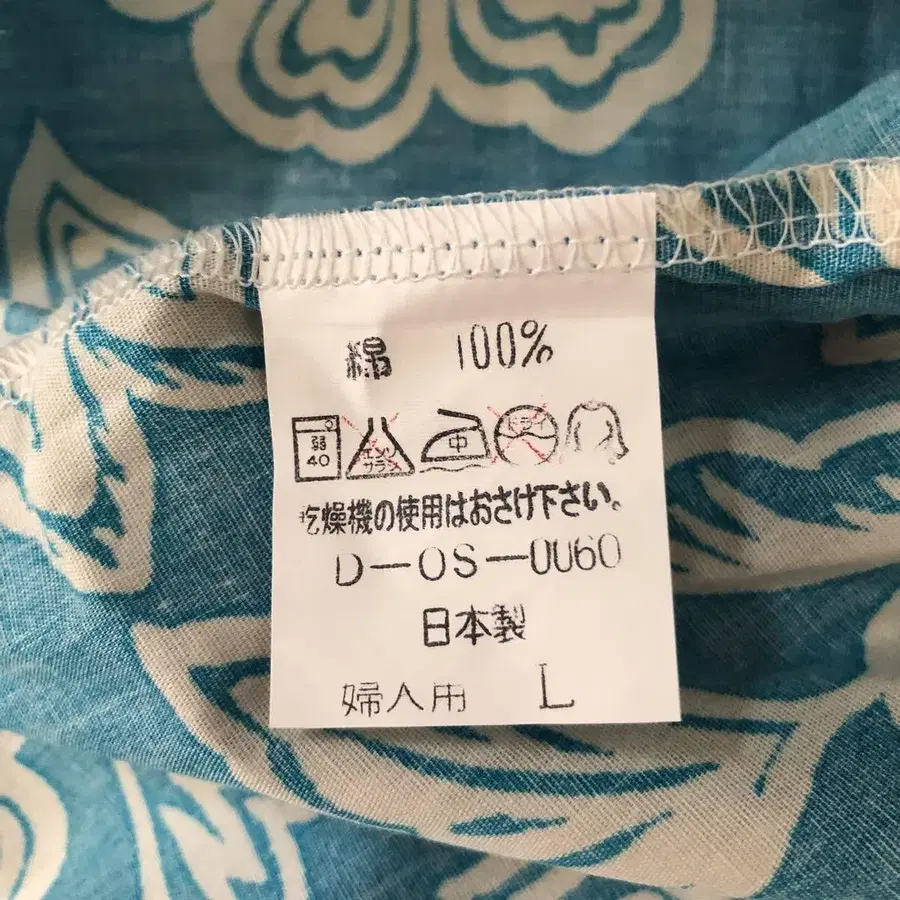 綿 100%
弱 40 エンソ サラシ 中 ドライ
乾燥機の使用はおさけ下さい。
D-OS-0060
日本製
婦人用 L